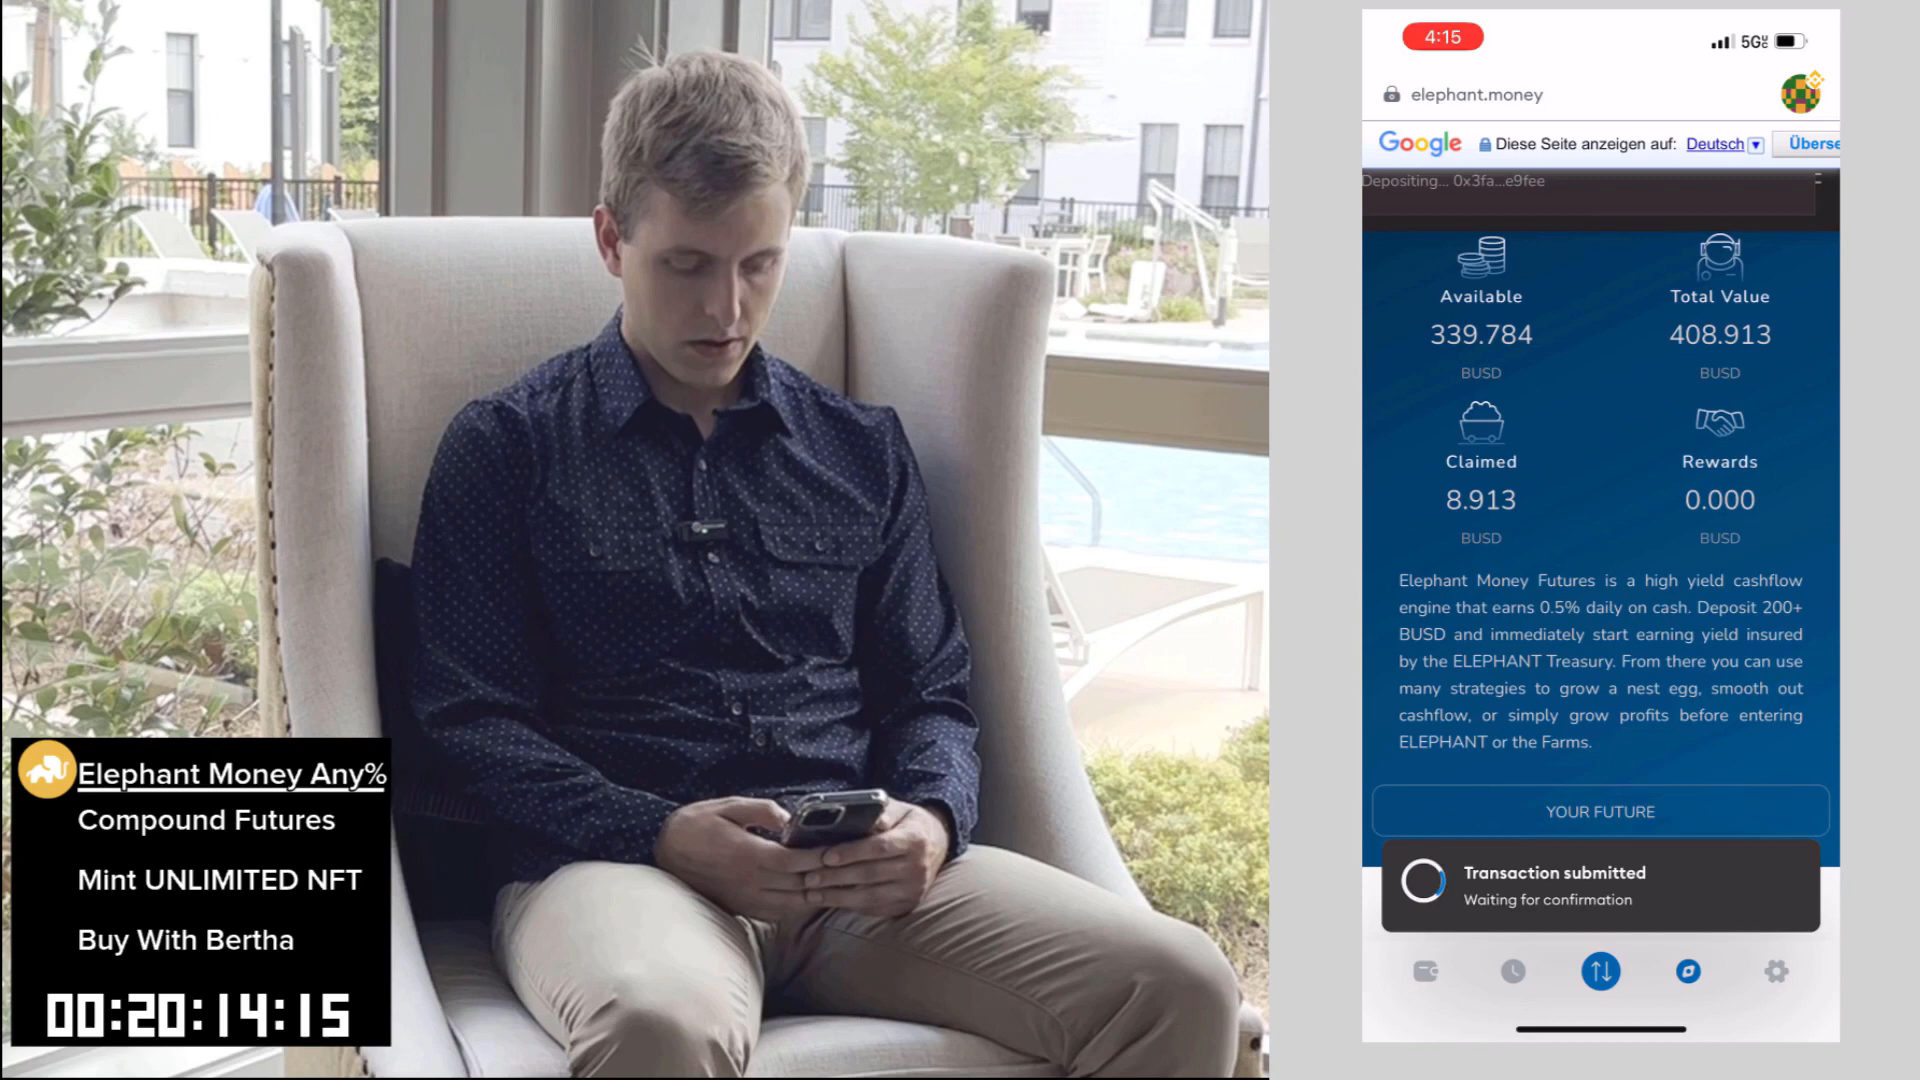 Elephant Money Any%
Compound Futures
Mint UNLIMITED NFT
Buy With Bertha
00:20:14:15
4:15
5G
elephant.money
Google Diese Seite anzeigen auf: Deutsch
Depositing... 0x3fa...e9fee
Available
339.784
BUSD
Total Value
408.913
BUSD
Claimed
8.913
BUSD
Rewards
0.000
BUSD
Elephant Money Futures is a high yield cashflow
engine that earns 0.5% daily on cash. Deposit 200+
BUSD and immediately start earning yield insured
by the ELEPHANT Treasury. From there you can use
many strategies to grow a nest egg, smooth out
cashflow, or simply grow profits before entering
ELEPHANT or the Farms.
YOUR FUTURE
Transaction submitted
Waiting for confirmation